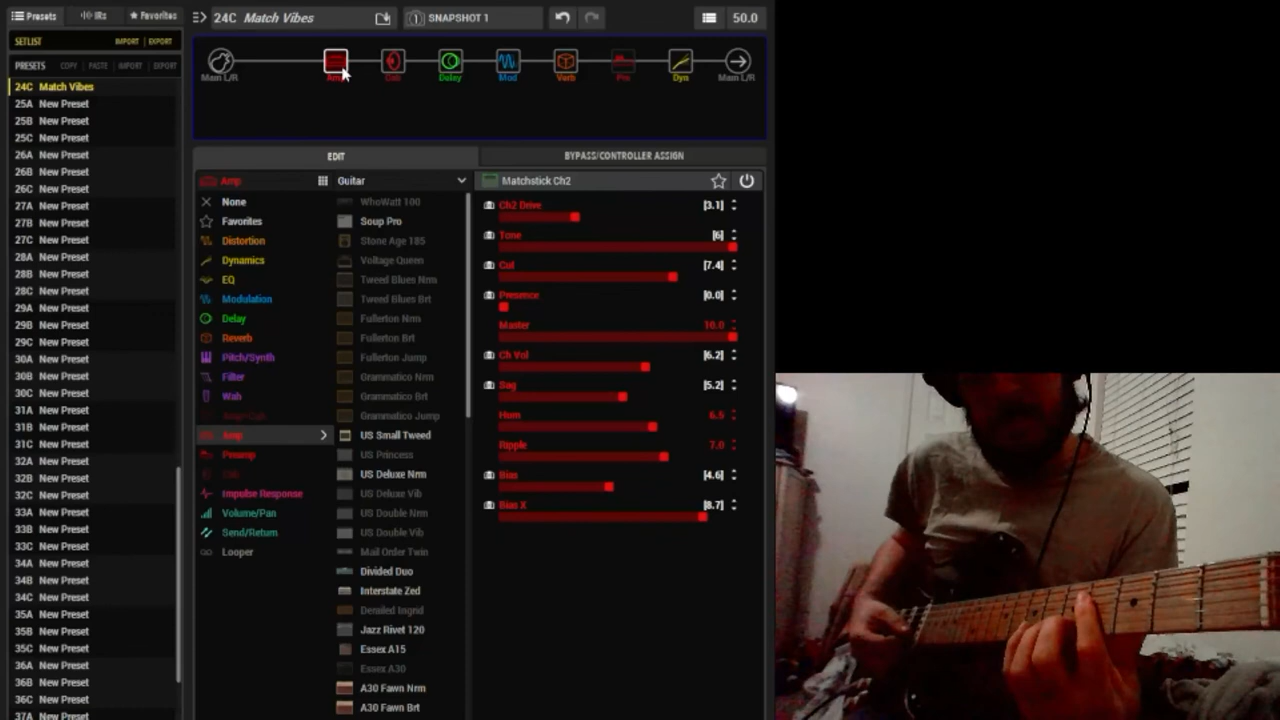 Presets IRs Favorites
24C Match Vibes
SNAPSHOT 1
50.0
SETLIST IMPORT | EXPORT
PRESETS COPY PASTE IMPORT EXPORT
24C Match Vibes
25A New Preset
25B New Preset
25C New Preset
26A New Preset
26B New Preset
26C New Preset
27A New Preset
27B New Preset
27C New Preset
28A New Preset
28B New Preset
28C New Preset
29A New Preset
29B New Preset
29C New Preset
30A New Preset
30B New Preset
30C New Preset
31A New Preset
31B New Preset
31C New Preset
32A New Preset
32B New Preset
32C New Preset
33A New Preset
33B New Preset
33C New Preset
34A New Preset
34B New Preset
34C New Preset
35A New Preset
35B New Preset
35C New Preset
36A New Preset
36B New Preset
36C New Preset
37A New Preset
Main L/R Amp Cab Delay Mod Verb Pre Dyn Main L/R
EDIT
BYPASS/CONTROLLER ASSIGN
Amp
None
Favorites
Distortion
Dynamics
EQ
Modulation
Delay
Reverb
Pitch/Synth
Filter
Wah
Amp+Cab
Amp
Preamp
Cab
Impulse Response
Volume/Pan
Send/Return
Looper
Guitar
WhoWatt 100
Soup Pro
Stone Age 185
Voltage Queen
Tweed Blues Nrm
Tweed Blues Brt
Fullerton Nrm
Fullerton Brt
Fullerton Jump
Grammatico Nrm
Grammatico Brt
Grammatico Jump
US Small Tweed
US Princess
US Deluxe Nrm
US Deluxe Vib
US Double Nrm
US Double Vib
Mail Order Twin
Divided Duo
Interstate Zed
Derailed Ingrid
Jazz Rivet 120
Essex A15
Essex A30
A30 Fawn Nrm
A30 Fawn Brt
Matchstick Ch2
Ch2 Drive [3.1]
Tone [6]
Cut [7.4]
Presence [0.0]
Master 10.0
Ch Vol [6.2]
Sag [5.2]
Hum 6.5
Ripple 7.0
Bias [4.6]
Bias X [8.7]